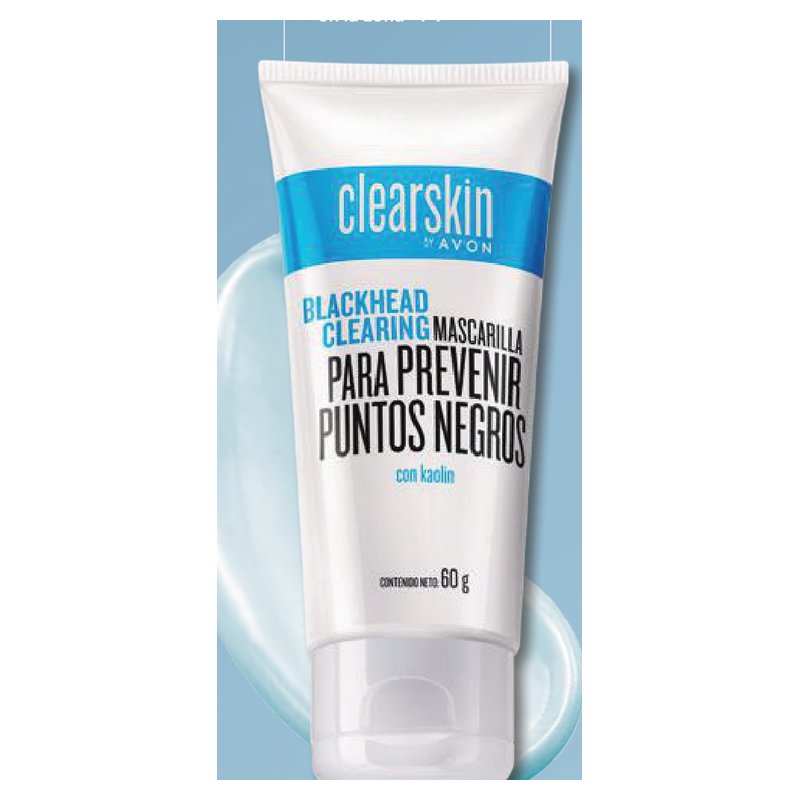 clearskin
BY AVON
BLACKHEAD
CLEARING MASCARILLA
PARA PREVENIR
PUNTOS NEGROS
con kaolin
CONTENIDO NETO: 60 g